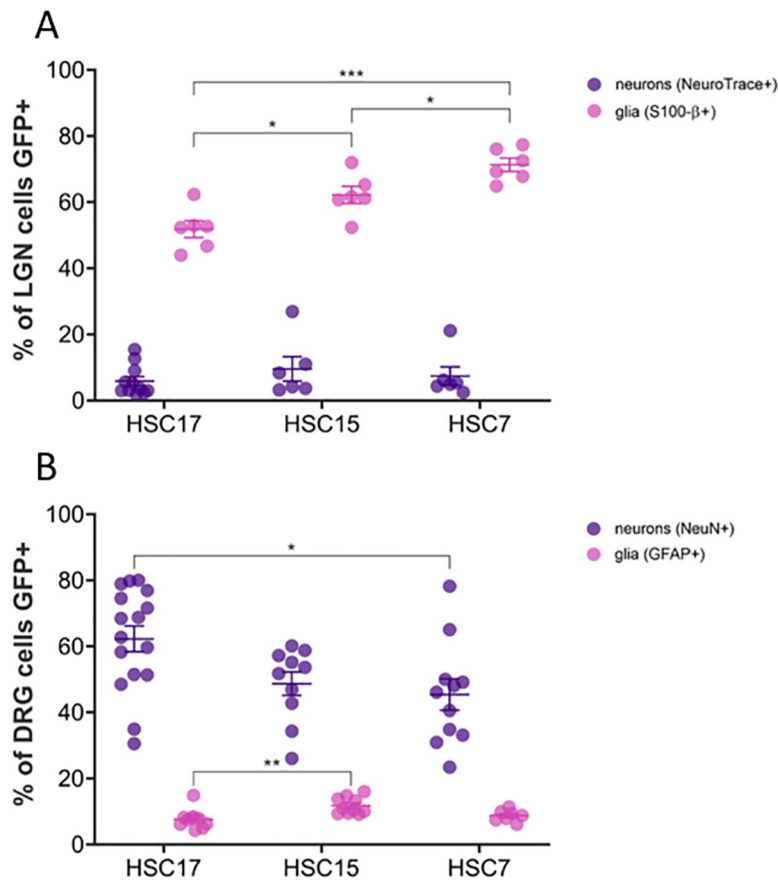 A
% of LGN cells GFP+
100
80
60
40
20
0
***
*
*
HSC17 HSC15 HSC7
neurons (NeuroTrace+)
glia (S100-β+)
B
% of DRG cells GFP+
100
80
60
40
20
0
*
**
HSC17 HSC15 HSC7
neurons (NeuN+)
glia (GFAP+)